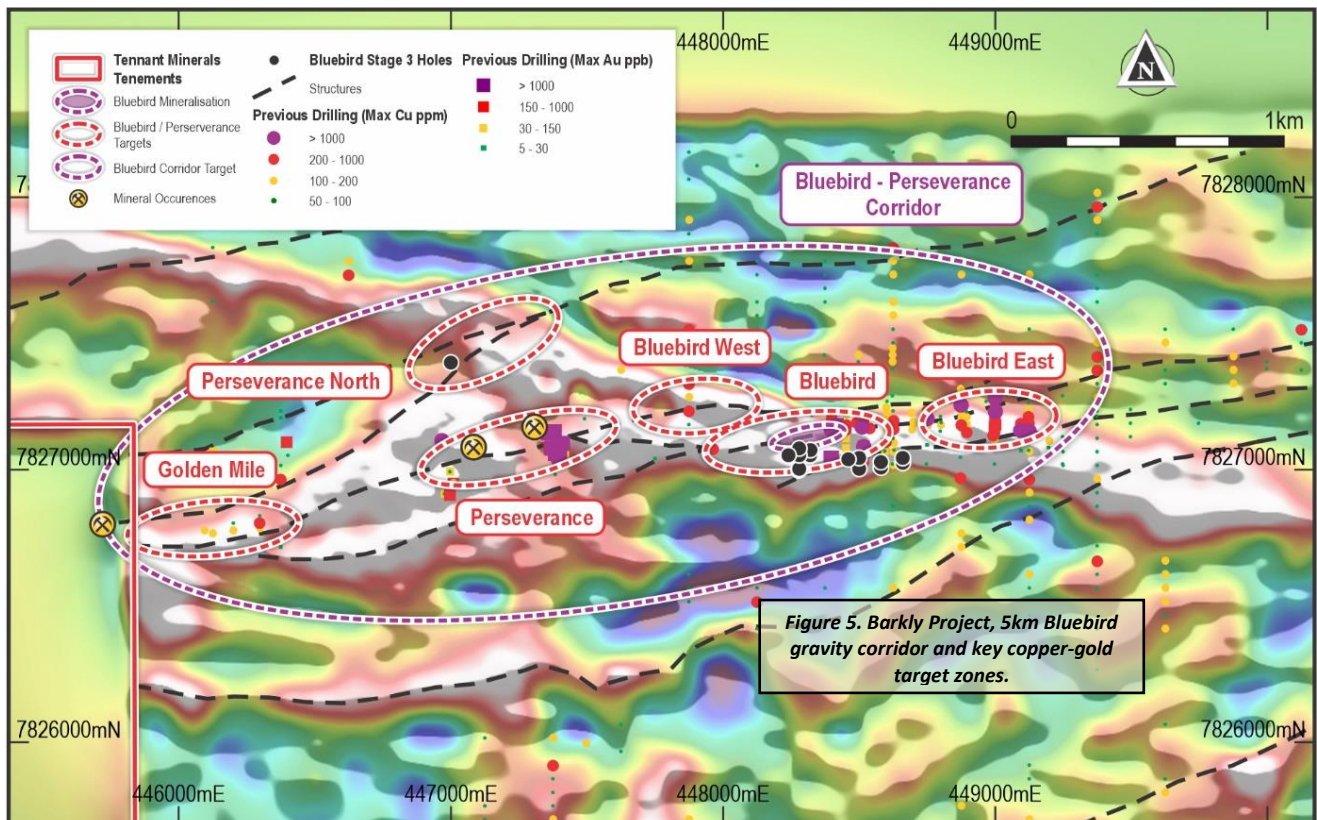 Tennant Minerals
Tenements
Bluebird Mineralisation
Bluebird / Perserverance
Targets
Bluebird Corridor Target
Mineral Occurences
Bluebird Stage 3 Holes
Structures
Previous Drilling (Max Cu ppm)
> 1000
200 - 1000
100 - 200
50 - 100
Previous Drilling (Max Au ppb)
> 1000
150 - 1000
30 - 150
5 - 30
448000mE
449000mE
N
0
1km
7828000mN
Bluebird - Perseverance
Corridor
Bluebird West
Bluebird
Bluebird East
Perseverance North
7827000mN
7827000mN
Golden Mile
Perseverance
Figure 5. Barkly Project, 5km Bluebird
gravity corridor and key copper-gold
target zones.
7826000mN
7826000mN
446000mE
447000mE
448000mE
449000mE